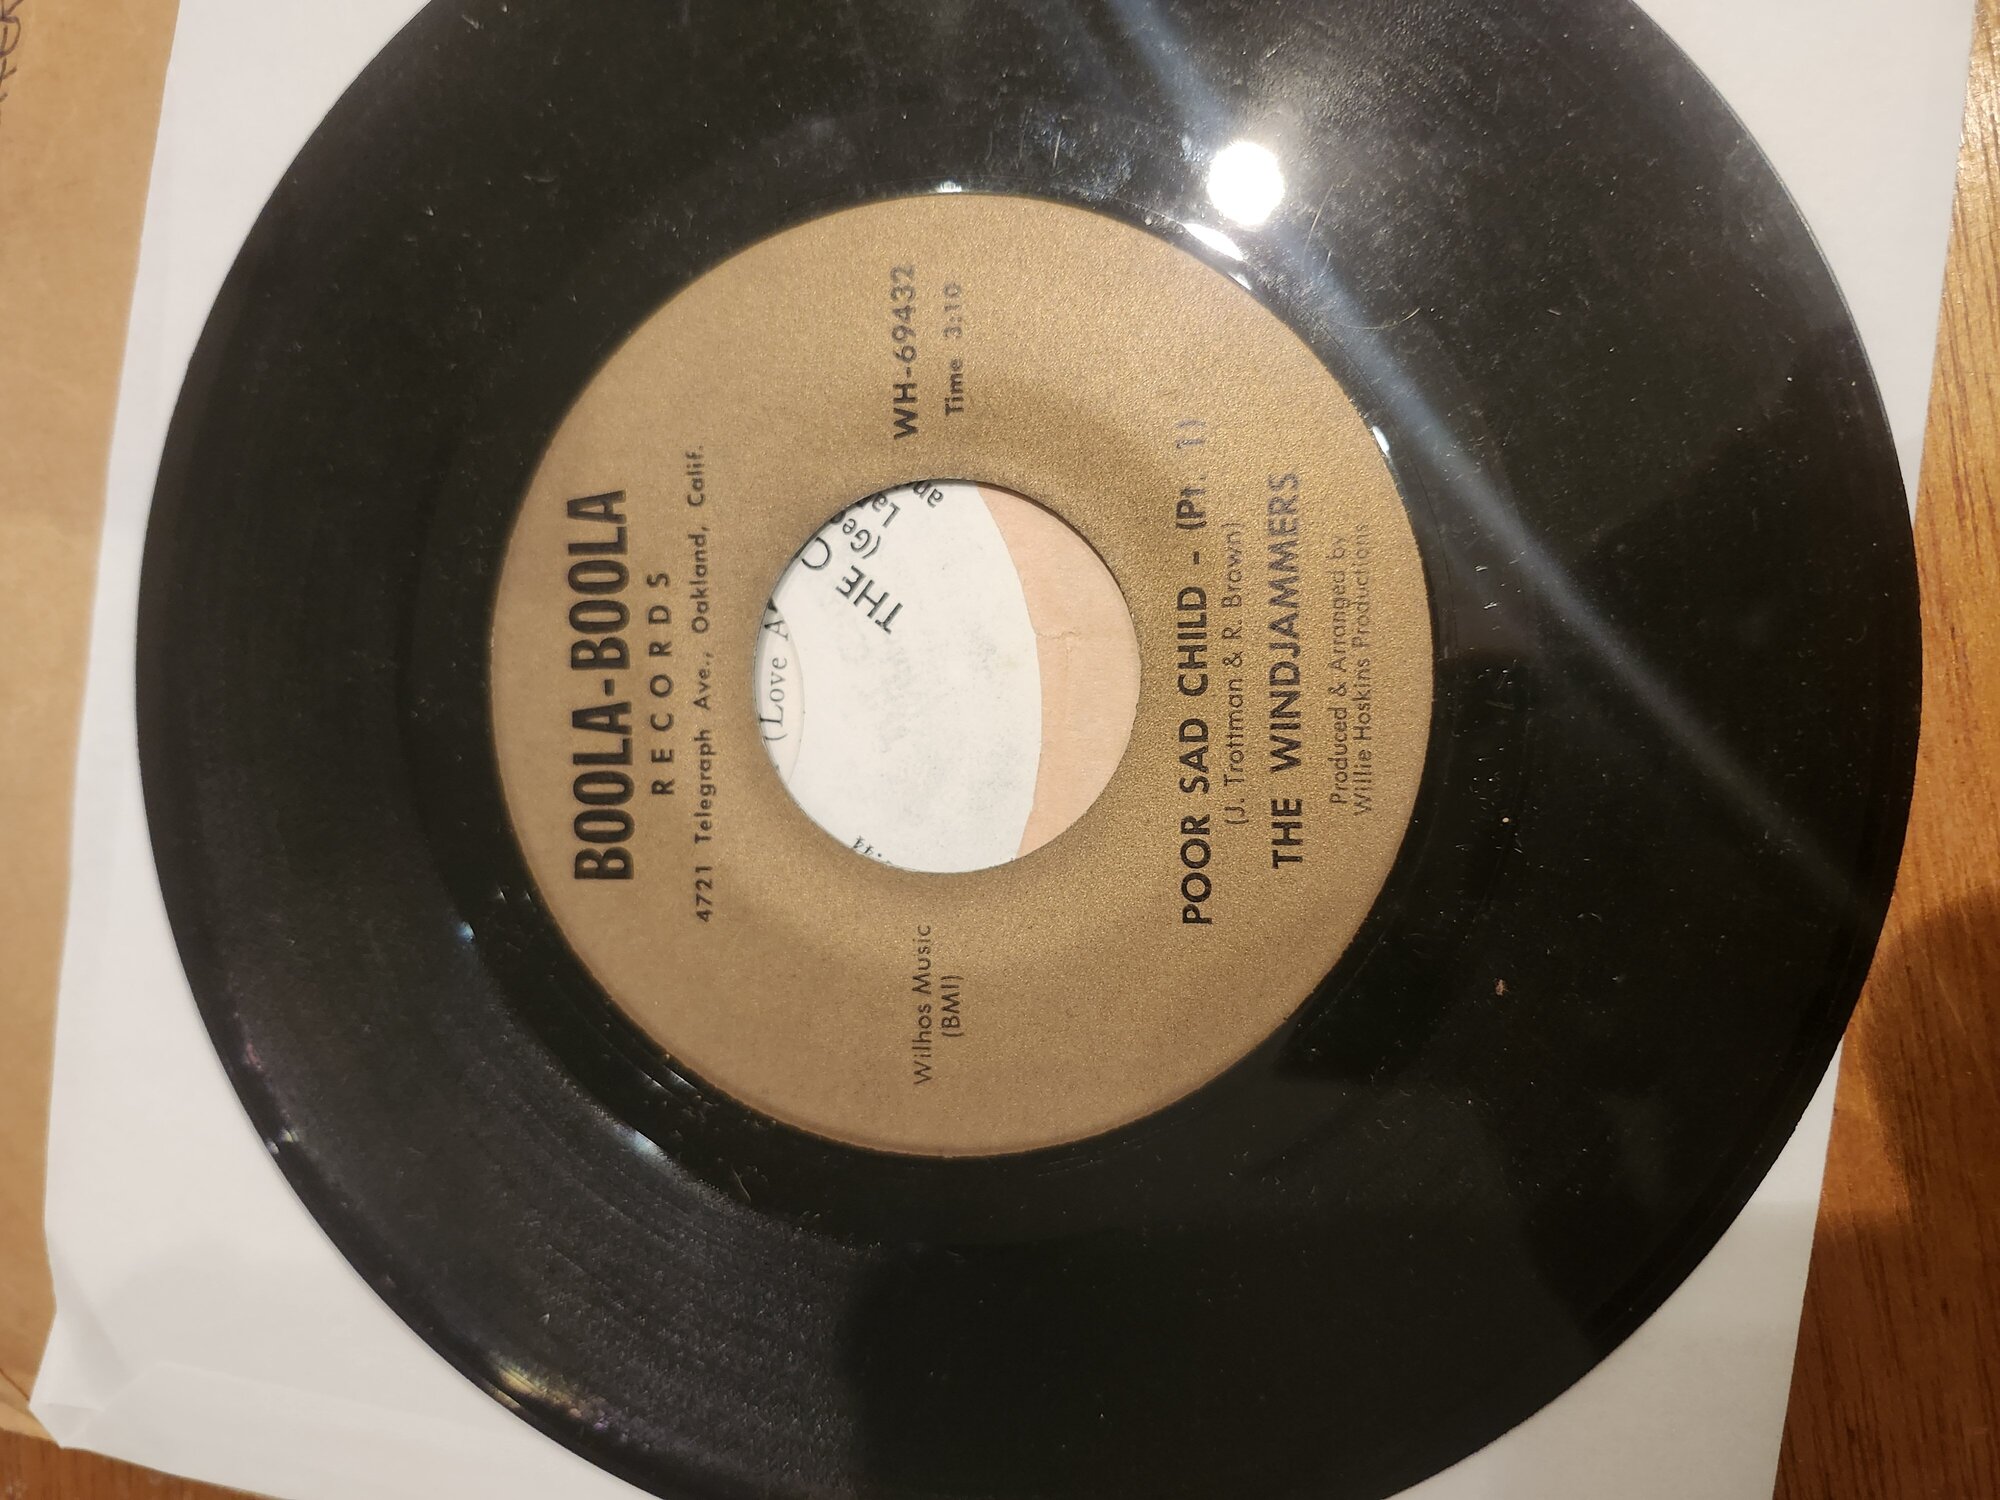 BOOLA-BOOLA
RECORDS
4721 Telegraph Ave., Oakland, Calif.
Wilhos Music
(BMI)
WH-69432
Time 3:10
POOR SAD CHILD - (Pt. 1)
(J. Trottman & R. Brown)
THE WINDJAMMERS
Produced & Arranged by
Willie Hoskins Productions
(Love
THE